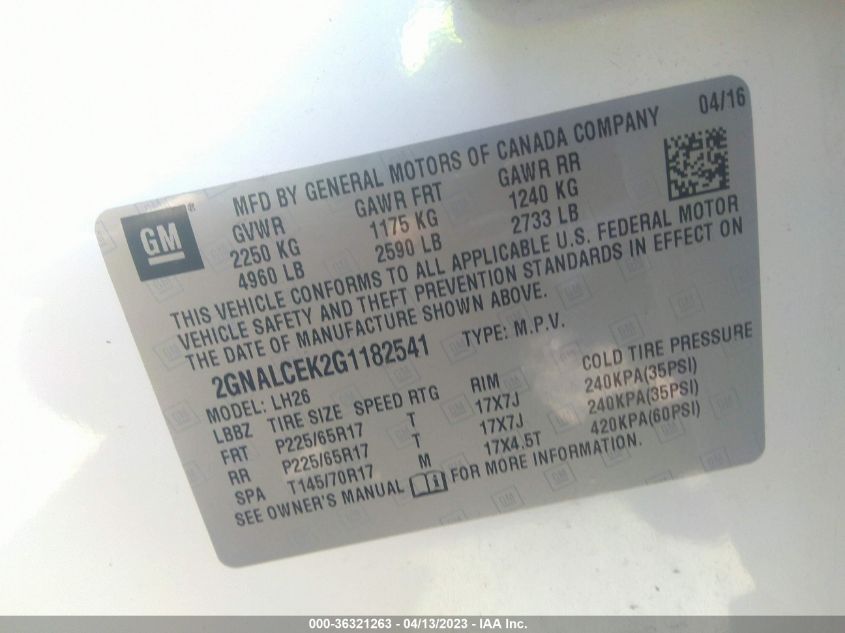 04/16
MFD BY GENERAL MOTORS OF CANADA COMPANY
GM®
GVWR GAWR FRT GAWR RR
2250 KG 1175 KG 1240 KG
4960 LB 2590 LB 2733 LB
THIS VEHICLE CONFORMS TO ALL APPLICABLE U.S. FEDERAL MOTOR
VEHICLE SAFETY AND THEFT PREVENTION STANDARDS IN EFFECT ON
THE DATE OF MANUFACTURE SHOWN ABOVE.
2GNALCEK2G1182541 TYPE: M.P.V.
MODEL: LH26
LBBZ TIRE SIZE SPEED RTG RIM COLD TIRE PRESSURE
FRT P225/65R17 T 17X7J 240KPA(35PSI)
RR P225/65R17 T 17X7J 240KPA(35PSI)
SPA T145/70R17 M 17X4.5T 420KPA(60PSI)
SEE OWNER'S MANUAL FOR MORE INFORMATION.
000-36321263 - 04/13/2023 - IAA Inc.